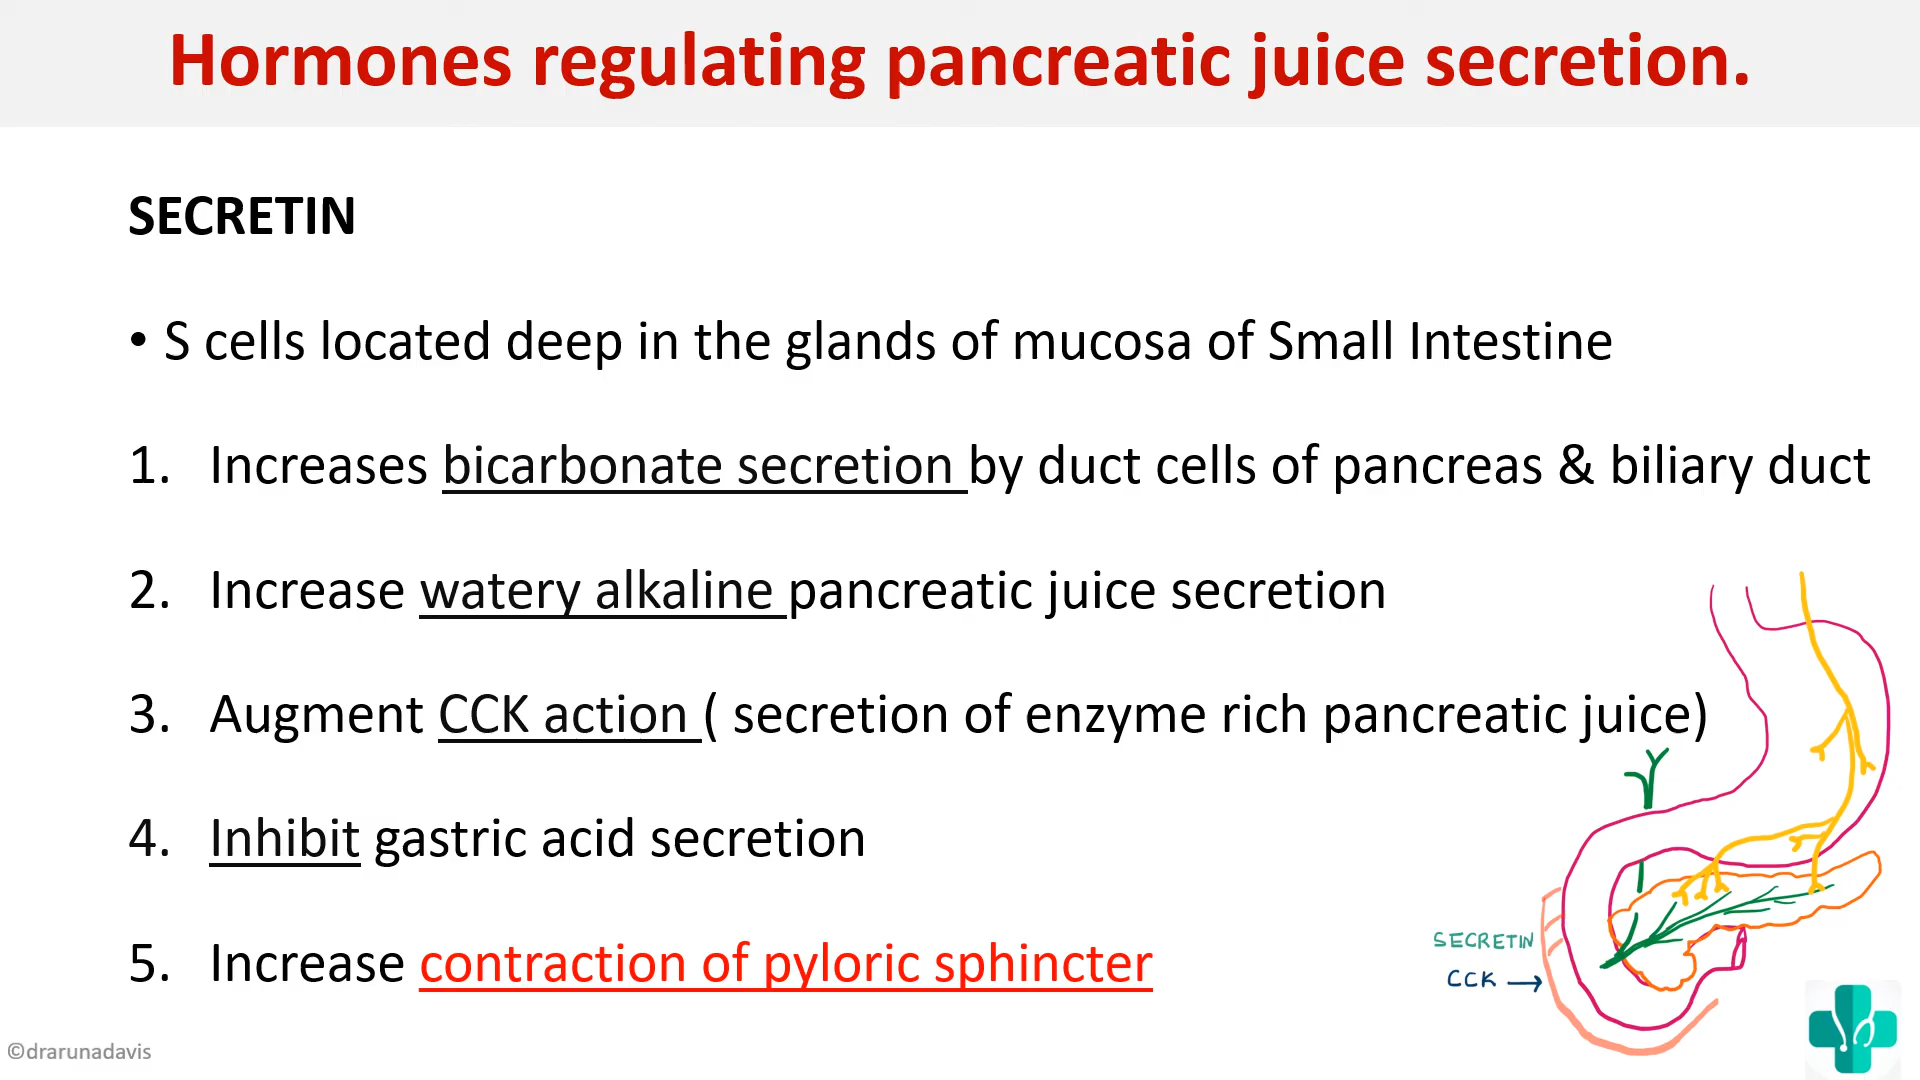 Hormones regulating pancreatic juice secretion.
SECRETIN
• S cells located deep in the glands of mucosa of Small Intestine
1. Increases bicarbonate secretion by duct cells of pancreas & biliary duct
2. Increase watery alkaline pancreatic juice secretion
3. Augment CCK action ( secretion of enzyme rich pancreatic juice)
4. Inhibit gastric acid secretion
5. Increase contraction of pyloric sphincter
SECRETIN
CCK →
©drarunadavis